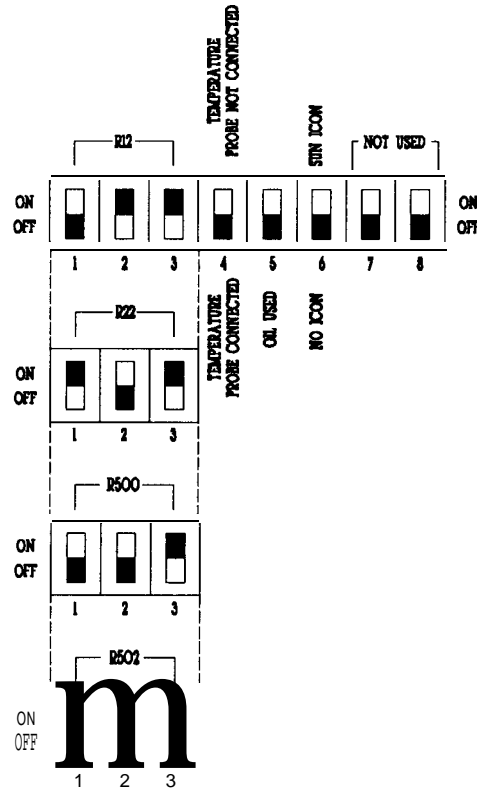 TEMPERATURE
PROBE NOT CONNECTED
SUN ICON
R12
NOT USED
ON
OFF
ON
OFF
1 2 3 4 5 6 7 8
TEMPERATURE
PROBE CONNECTED
OIL USED
NO ICON
R22
ON
OFF
1 2 3
R500
ON
OFF
1 2 3
R502
m
ON
OFF
1 2 3